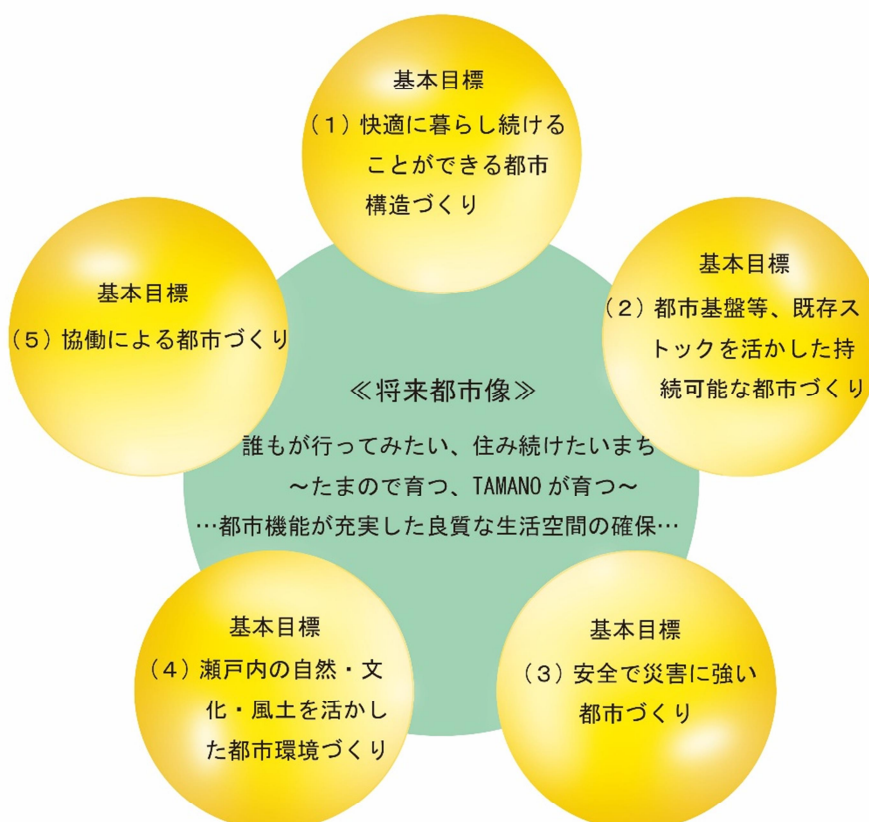 基本目標
（１）快適に暮らし続ける
ことができる都市
構造づくり
基本目標
（２）都市基盤等、既存ス
トックを活かした持
続可能な都市づくり
基本目標
（３）安全で災害に強い
都市づくり
基本目標
（４）瀬戸内の自然・文
化・風土を活かし
た都市環境づくり
基本目標
（５）協働による都市づくり
≪将来都市像≫
誰もが行ってみたい、住み続けたいまち
～たまので育つ、TAMANOが育つ～
…都市機能が充実した良質な生活空間の確保…